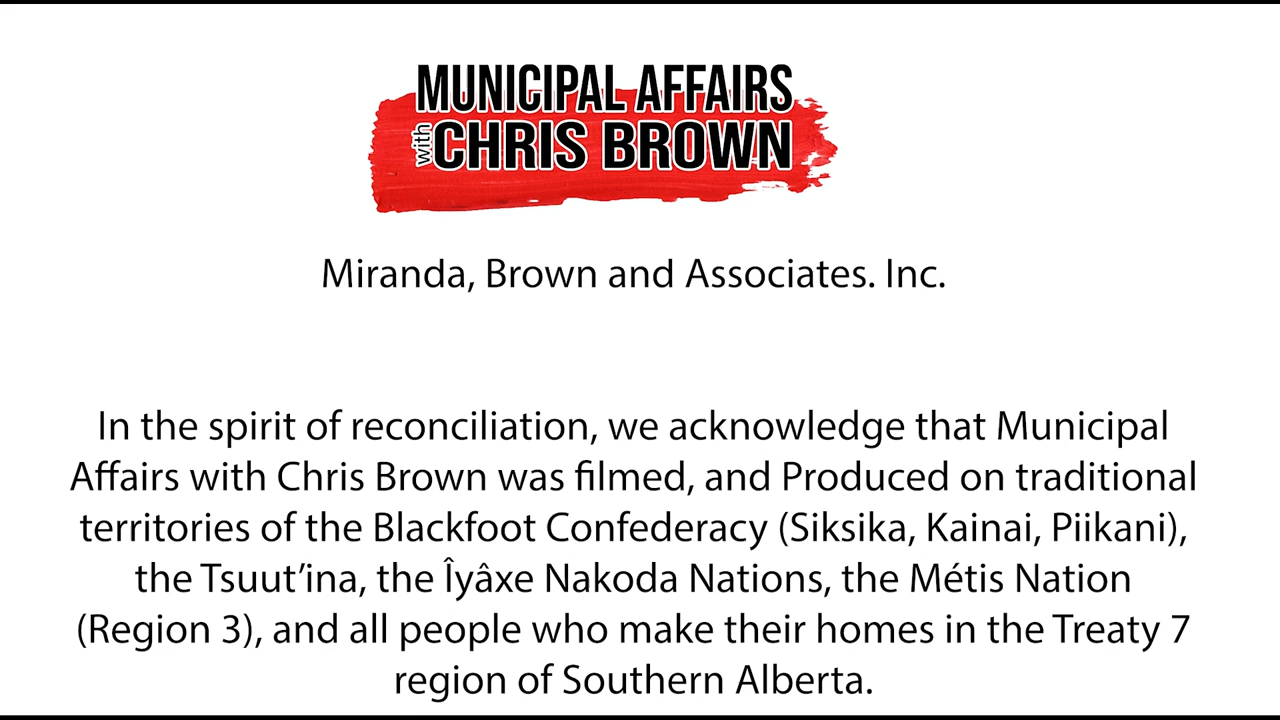 MUNICIPAL AFFAIRS
with CHRIS BROWN
Miranda, Brown and Associates. Inc.
In the spirit of reconciliation, we acknowledge that Municipal
Affairs with Chris Brown was filmed, and Produced on traditional
territories of the Blackfoot Confederacy (Siksika, Kainai, Piikani),
the Tsuut’ina, the Îyâxe Nakoda Nations, the Métis Nation
(Region 3), and all people who make their homes in the Treaty 7
region of Southern Alberta.